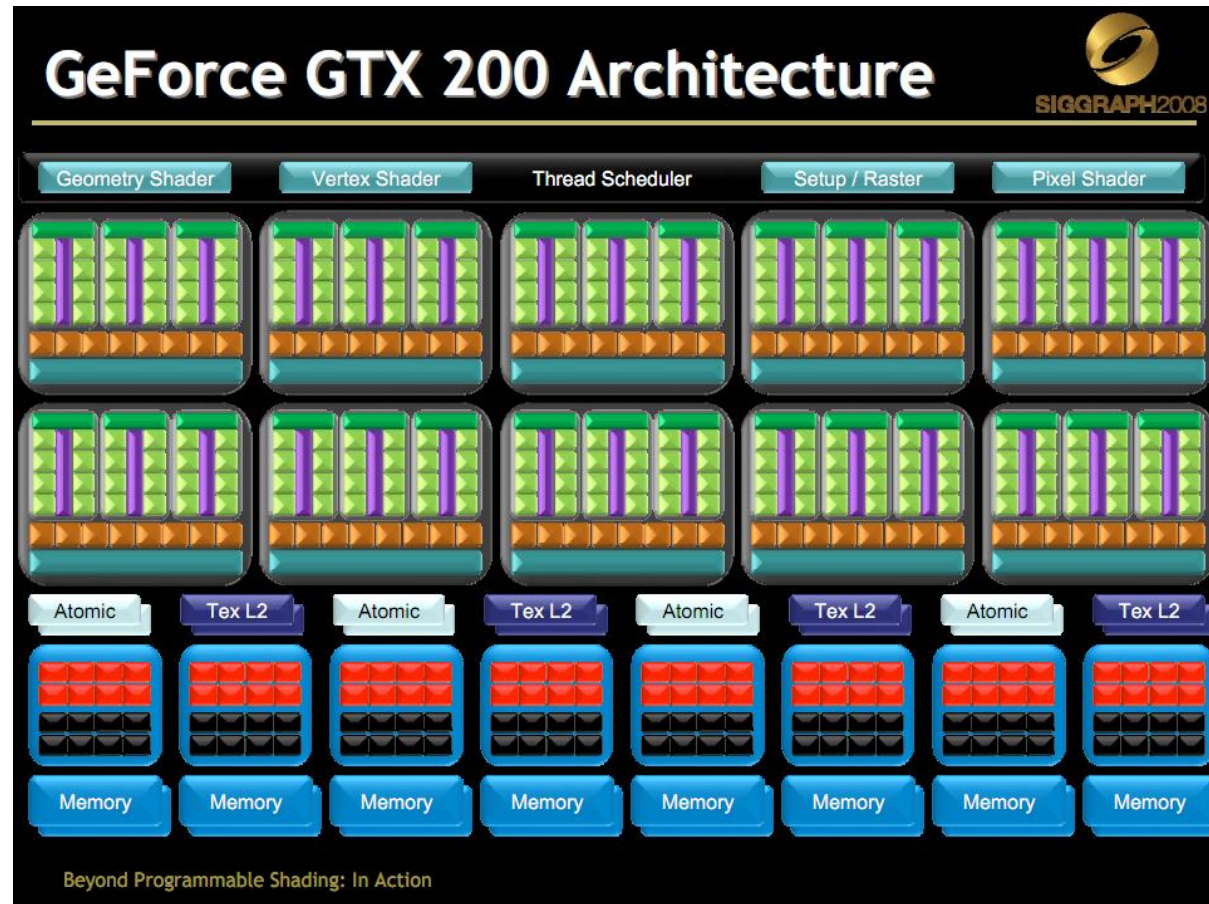 GeForce GTX 200 Architecture
SIGGRAPH2008
Geometry Shader Vertex Shader Thread Scheduler Setup / Raster Pixel Shader
Atomic Tex L2 Atomic Tex L2 Atomic Tex L2 Atomic Tex L2
Memory Memory Memory Memory Memory Memory Memory Memory
Beyond Programmable Shading: In Action